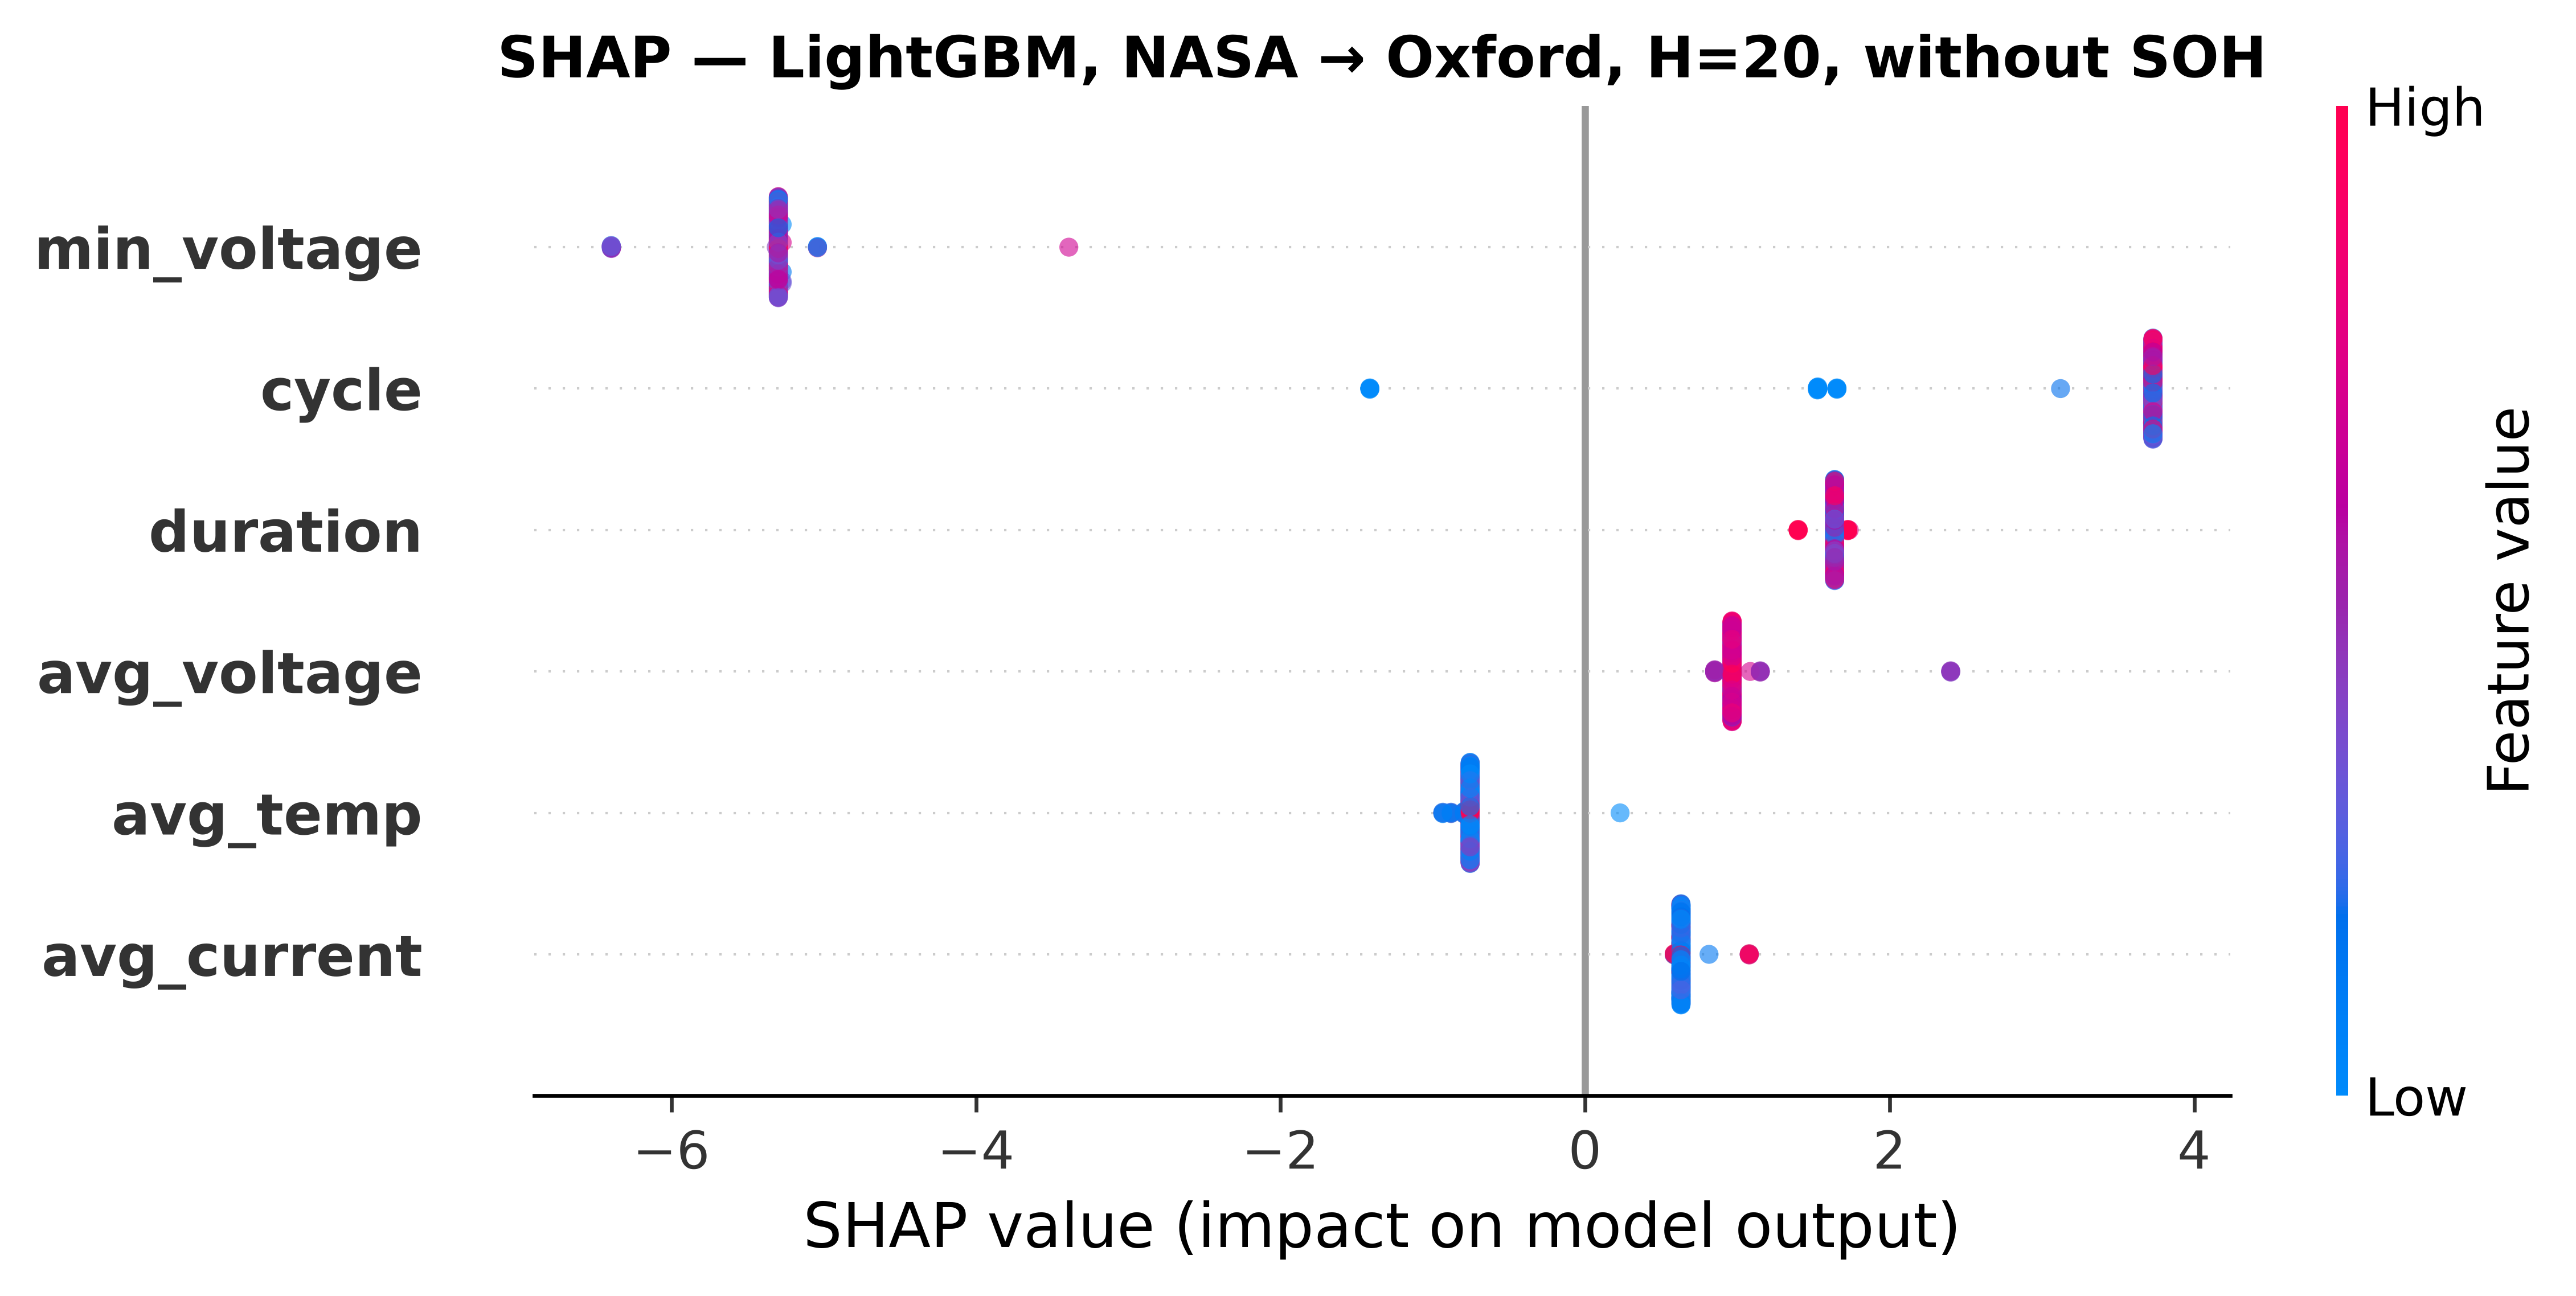 SHAP — LightGBM, NASA → Oxford, H=20, without SOH
High
min_voltage
cycle
duration
avg_voltage
avg_temp
avg_current
Feature value
Low
−6 −4 −2 0 2 4
SHAP value (impact on model output)